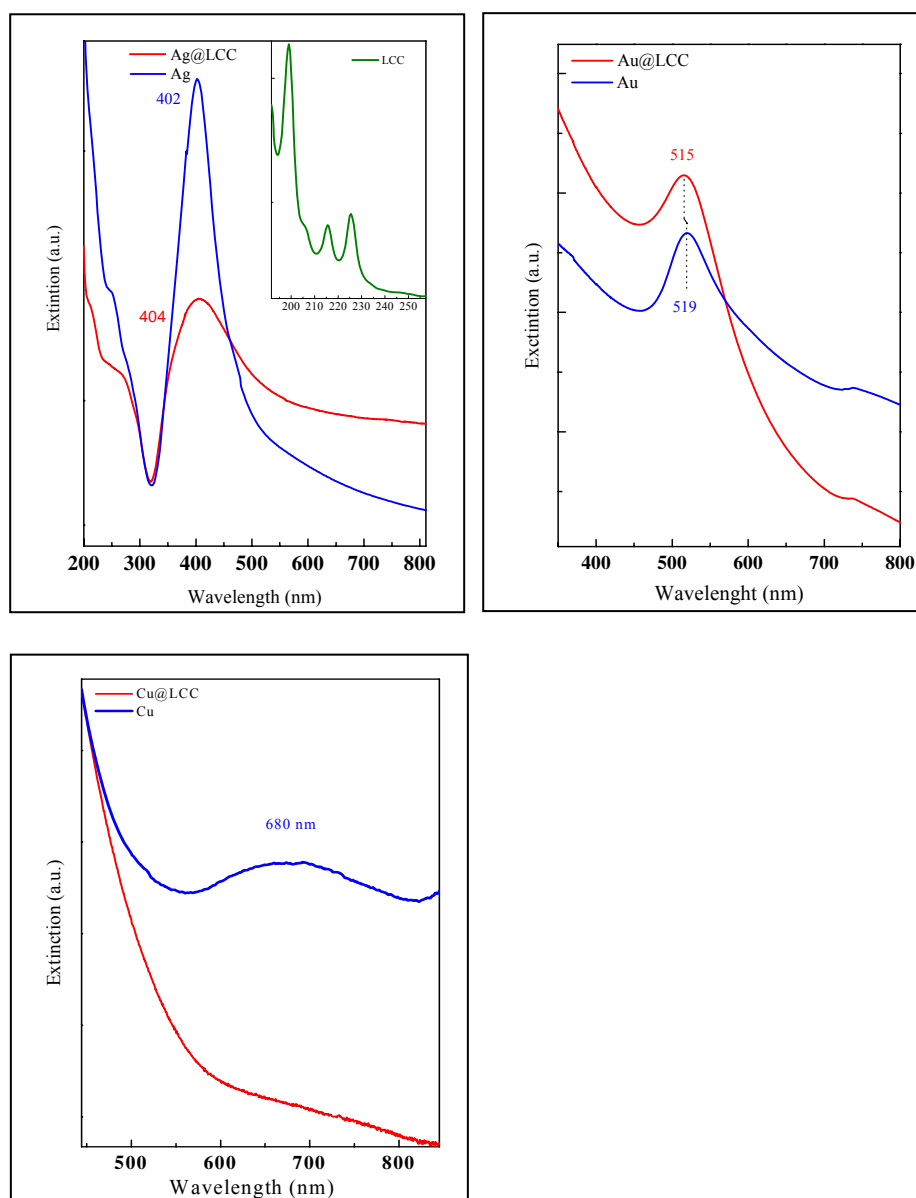 Ag@LCC
Ag
402
404
LCC
200 210 220 230 240 250
Extintion (a.u.)
200 300 400 500 600 700 800
Wavelength (nm)
Au@LCC
Au
515
519
Exctintion (a.u.)
400 500 600 700 800
Wavelenght (nm)
Cu@LCC
Cu
680 nm
Extinction (a.u.)
500 600 700 800
Wavelength (nm)